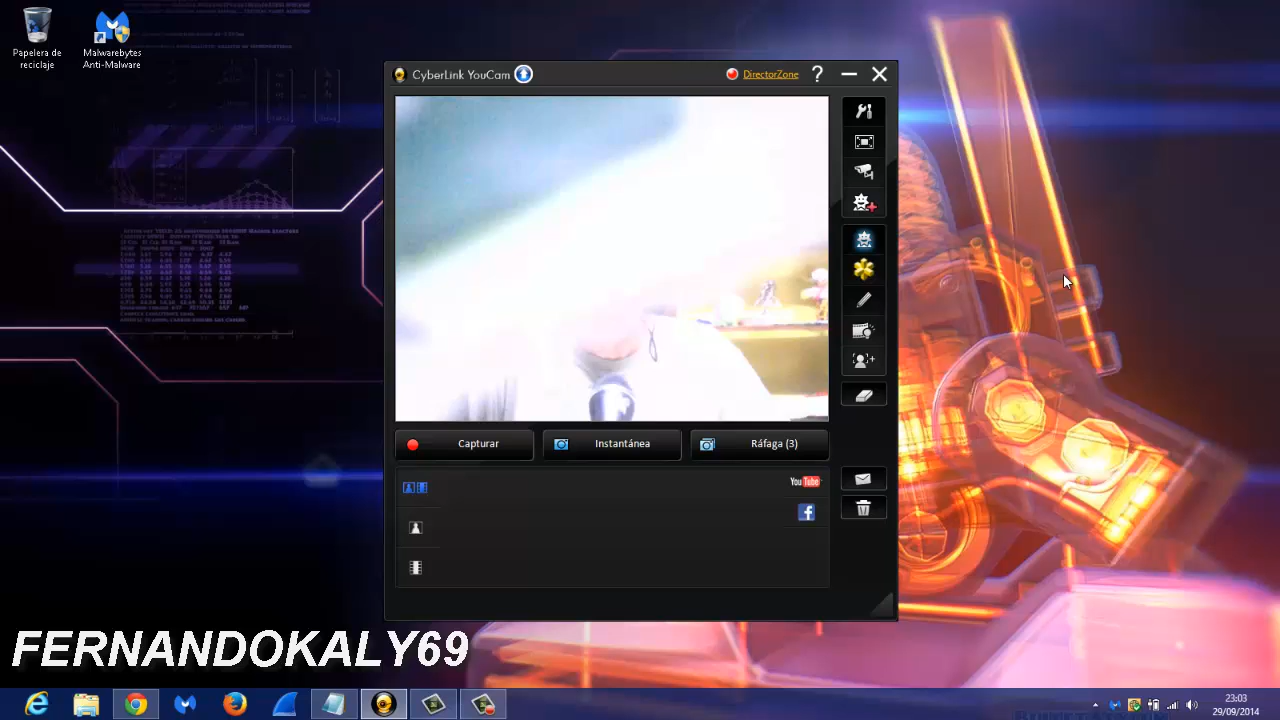 Papelera de
reciclaje
Malwarebytes
Anti-Malware
CyberLink YouCam
DirectorZone
?
Capturar
Instantánea
Ráfaga (3)
YouTube
f
FERNANDOKALY69
23:03
29/09/2014